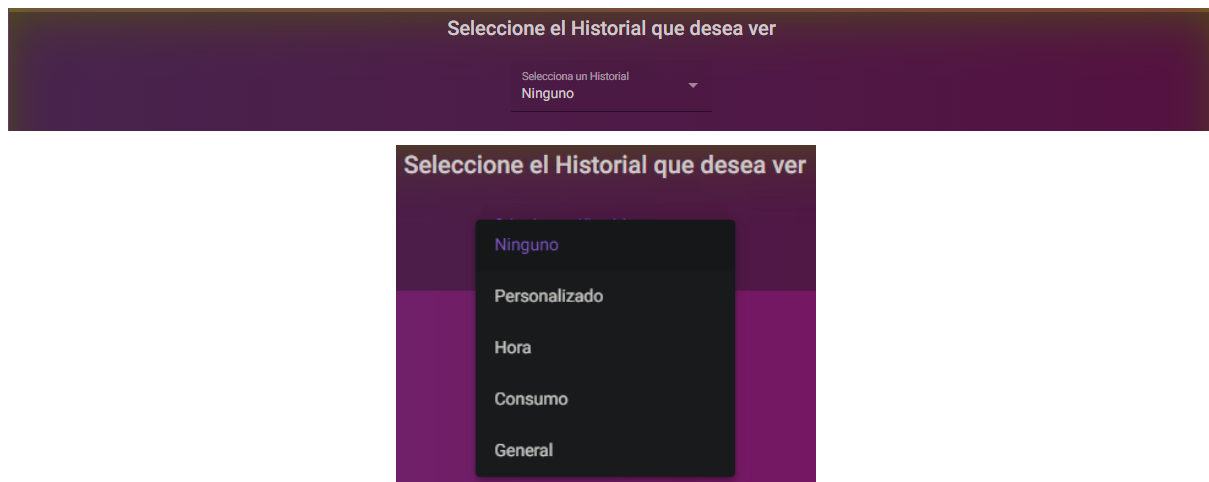 Seleccione el Historial que desea ver
Selecciona un Historial
Ninguno
Seleccione el Historial que desea ver
Ninguno
Personalizado
Hora
Consumo
General